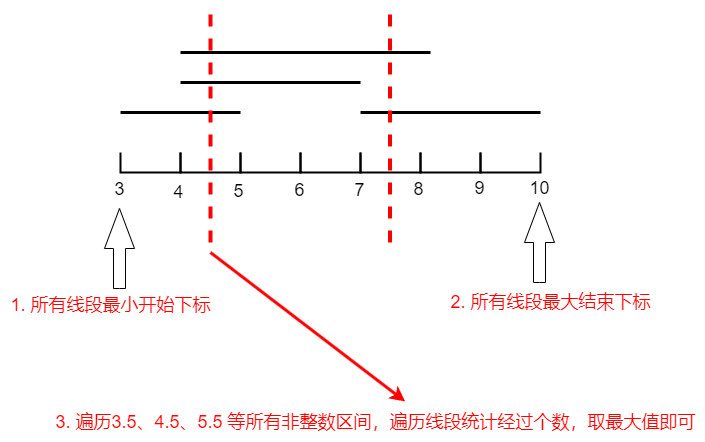 3 4 5 6 7 8 9 10
1. 所有线段最小开始下标
2. 所有线段最大结束下标
3. 遍历3.5、4.5、5.5 等所有非整数区间，遍历线段统计经过个数，取最大值即可